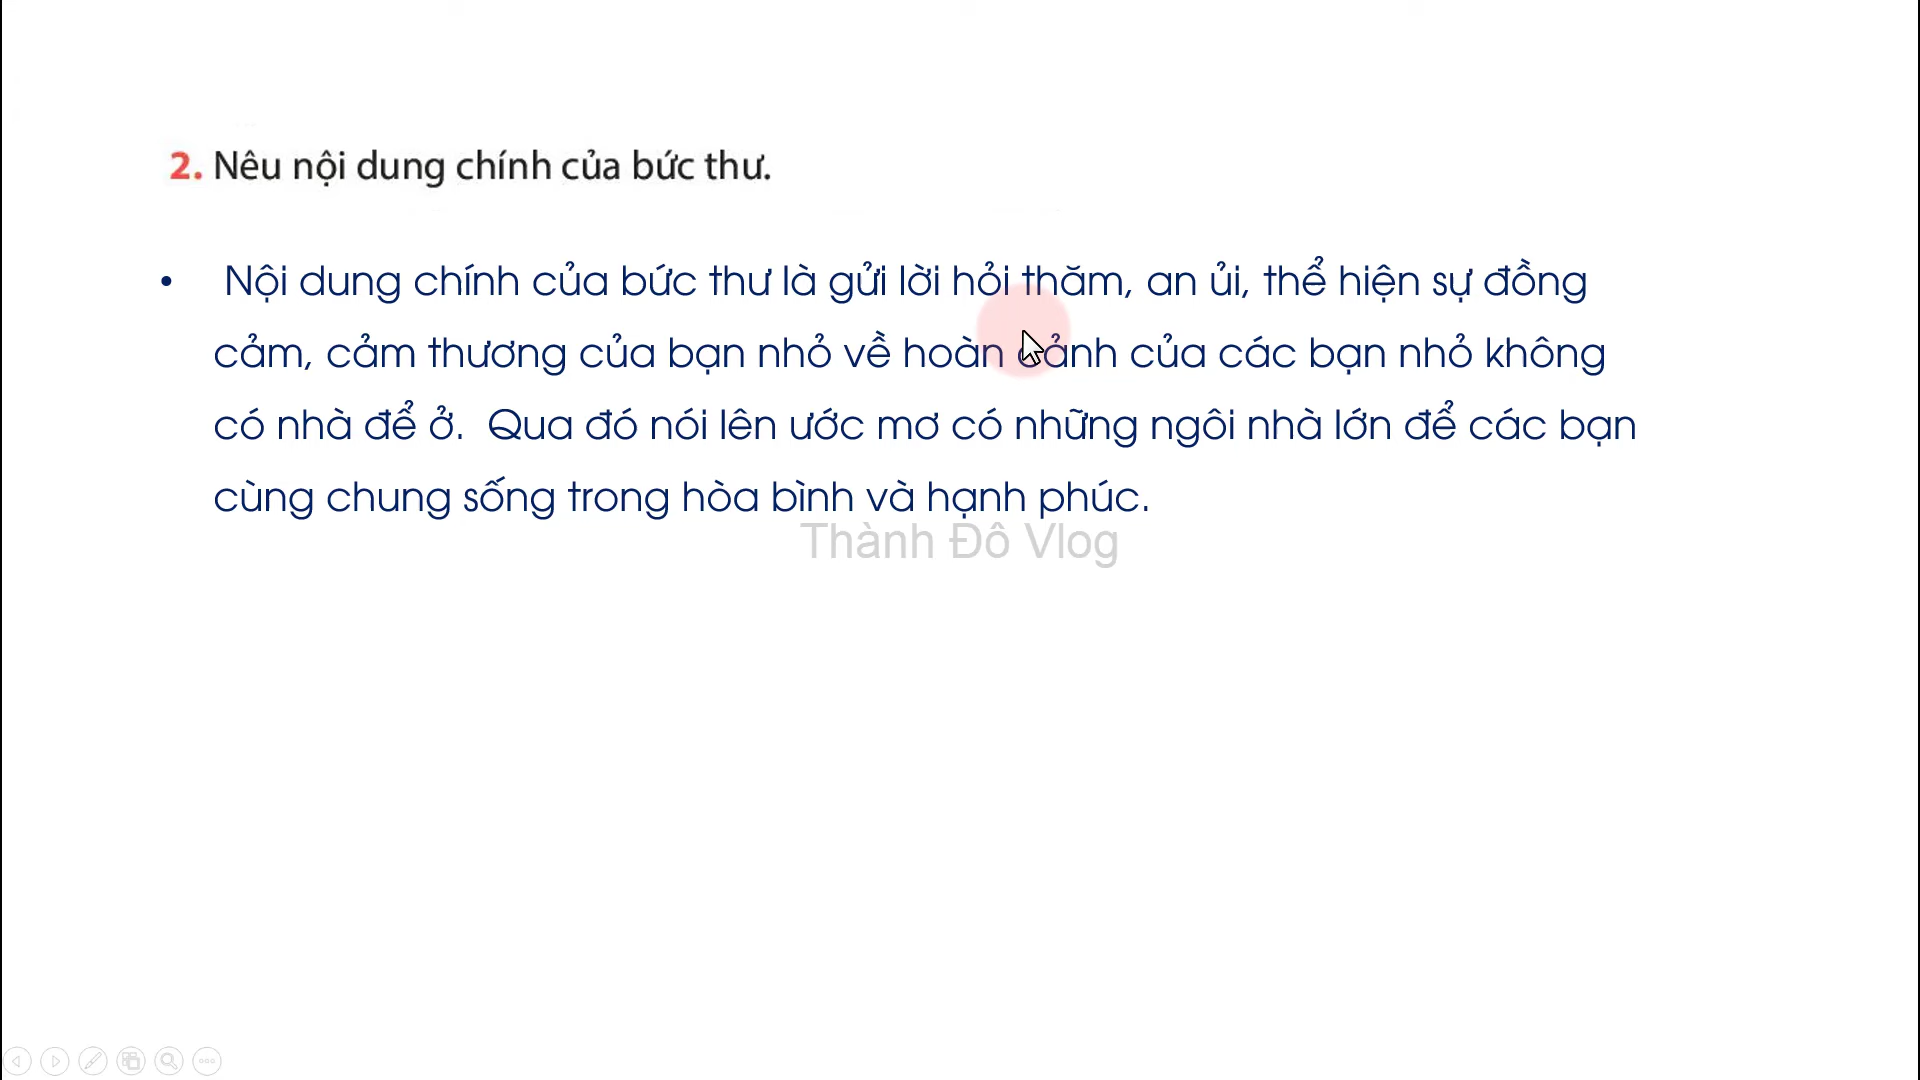 2. Nêu nội dung chính của bức thư.
• Nội dung chính của bức thư là gửi lời hỏi thăm, an ủi, thể hiện sự đồng
cảm, cảm thương của bạn nhỏ về hoàn cảnh của các bạn nhỏ không
có nhà để ở. Qua đó nói lên ước mơ có những ngôi nhà lớn để các bạn
cùng chung sống trong hòa bình và hạnh phúc.
Thành Đô Vlog